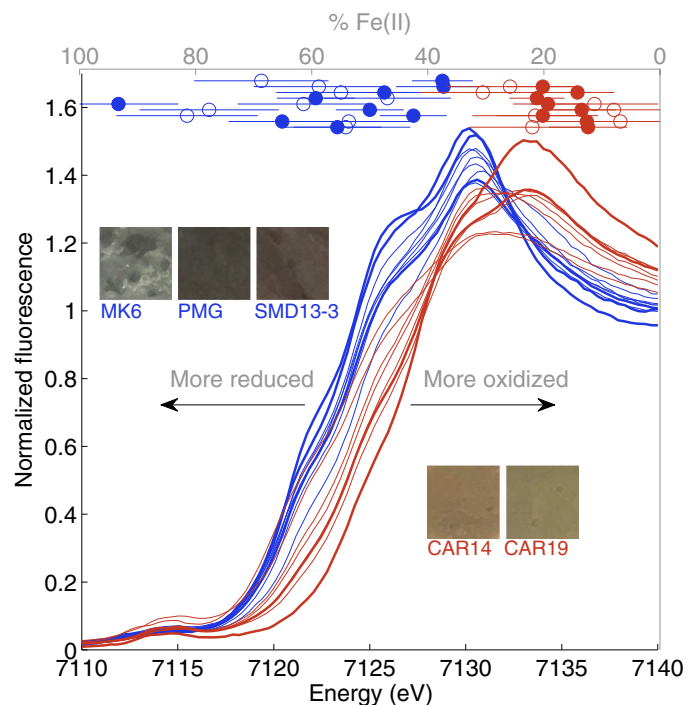 % Fe(II)
100 80 60 40 20 0
1.6
1.4
1.2
1
0.8
0.6
0.4
0.2
0
Normalized fluorescence
MK6 PMG SMD13-3
More reduced More oxidized
CAR14 CAR19
7110 7115 7120 7125 7130 7135 7140
Energy (eV)